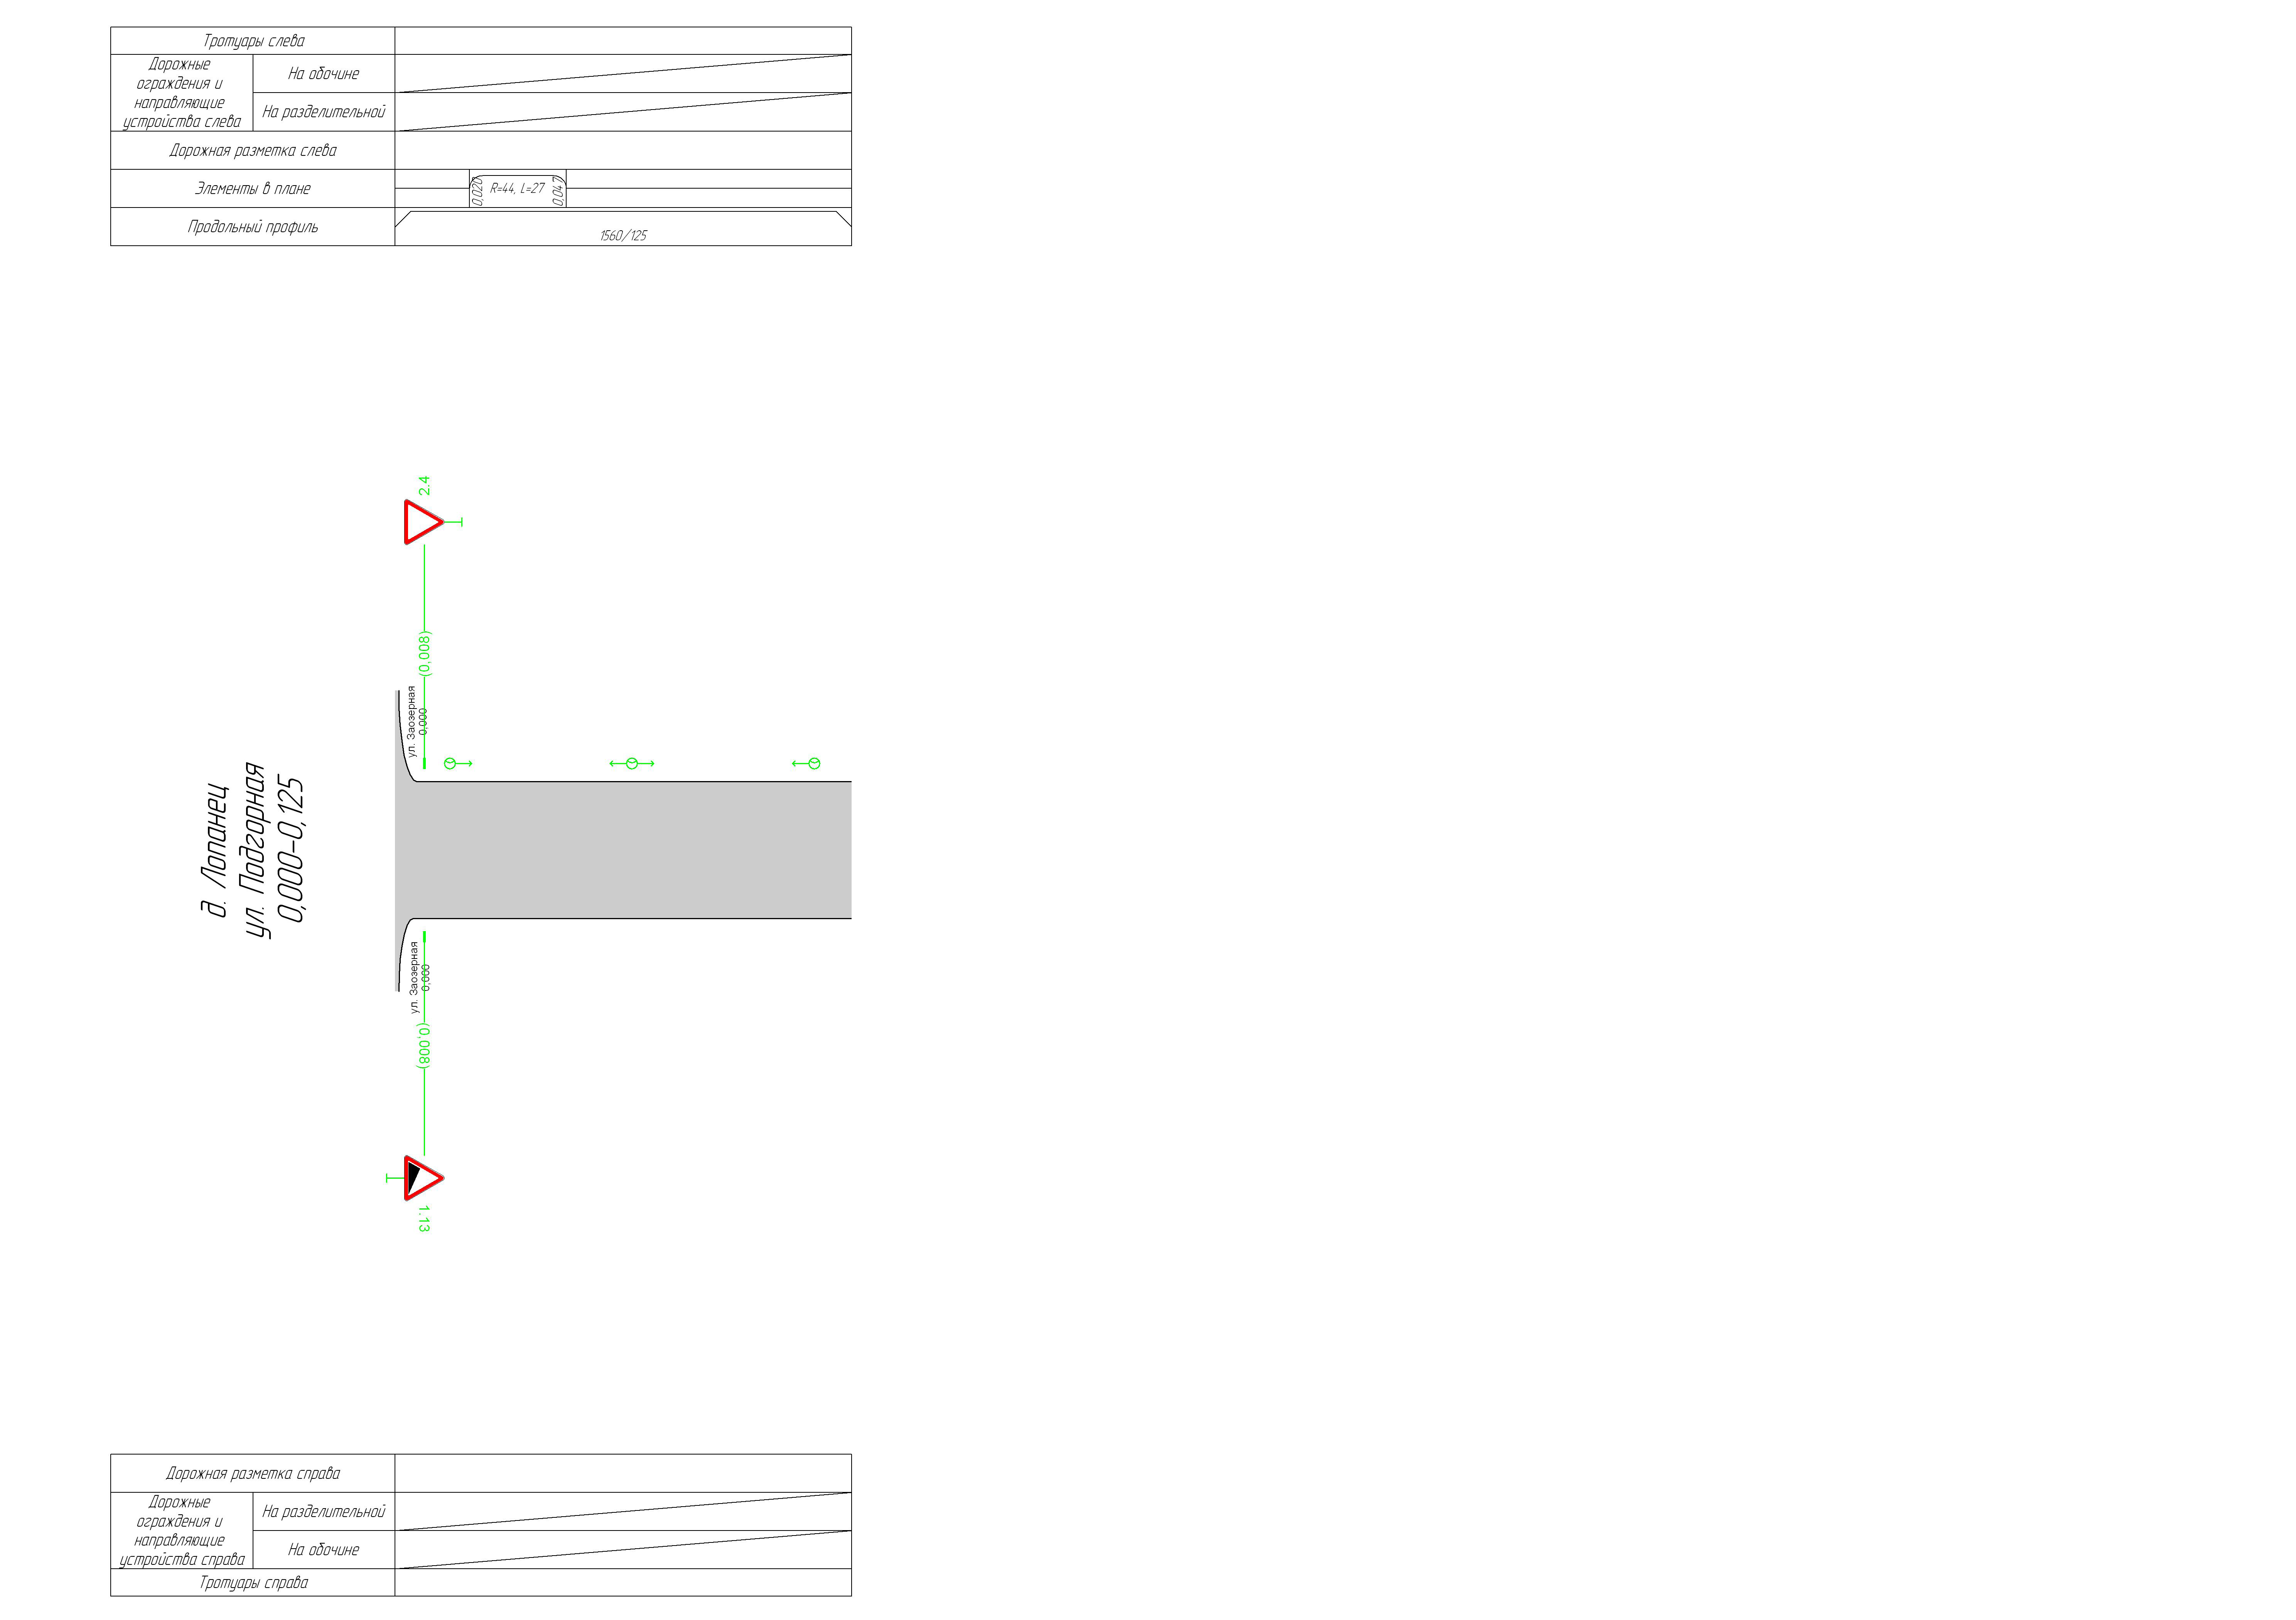 Тротуары слева
Дорожные
ограждения и
направляющие
устройства слева
На обочине
На разделительной
Дорожная разметка слева
Элементы в плане
0,020
R=44, L=27
0,047
Продольный профиль
1560/125
2.4
(0,008)
ул. Заозерная
0,000
д. Лопанец
ул. Подгорная
0,000-0,125
ул. Заозерная
0,000
(0,008)
1.13
Дорожная разметка справа
Дорожные
ограждения и
направляющие
устройства справа
На разделительной
На обочине
Тротуары справа